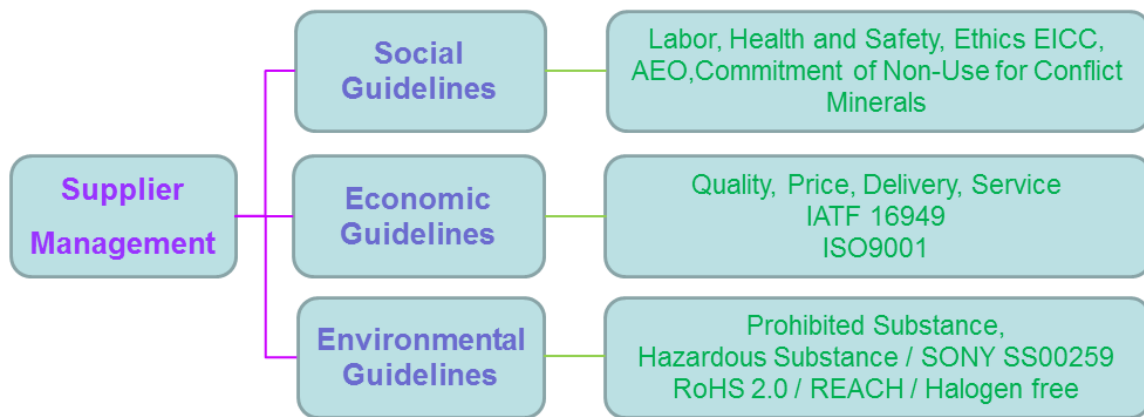 Supplier
Management
Social
Guidelines
Labor, Health and Safety, Ethics EICC,
AEO,Commitment of Non-Use for Conflict
Minerals
Economic
Guidelines
Quality, Price, Delivery, Service
IATF 16949
ISO9001
Environmental
Guidelines
Prohibited Substance,
Hazardous Substance / SONY SS00259
RoHS 2.0 / REACH / Halogen free